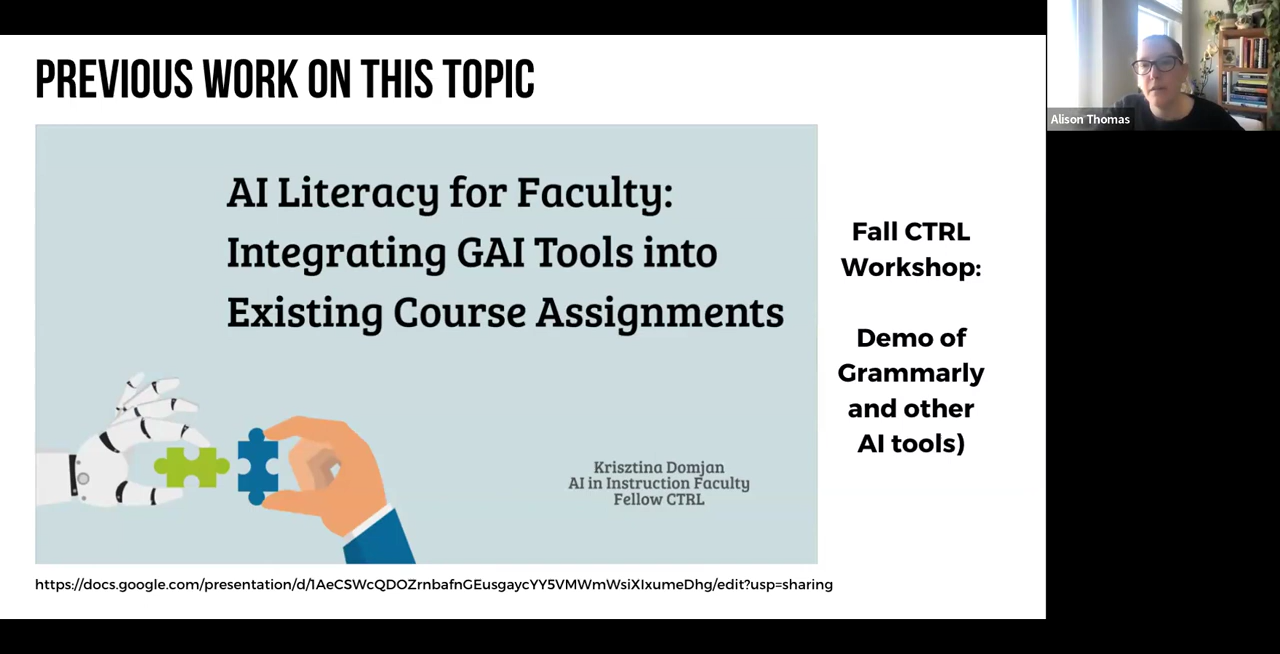 PREVIOUS WORK ON THIS TOPIC
AI Literacy for Faculty:
Integrating GAI Tools into
Existing Course Assignments
Krisztina Domjan
AI in Instruction Faculty
Fellow CTRL
Fall CTRL
Workshop:
Demo of
Grammarly
and other
AI tools)
https://docs.google.com/presentation/d/1AeCSWcQDOZrnbafnGEusgaycYY5VMWmWsiXIxumeDhg/edit?usp=sharing
Alison Thomas